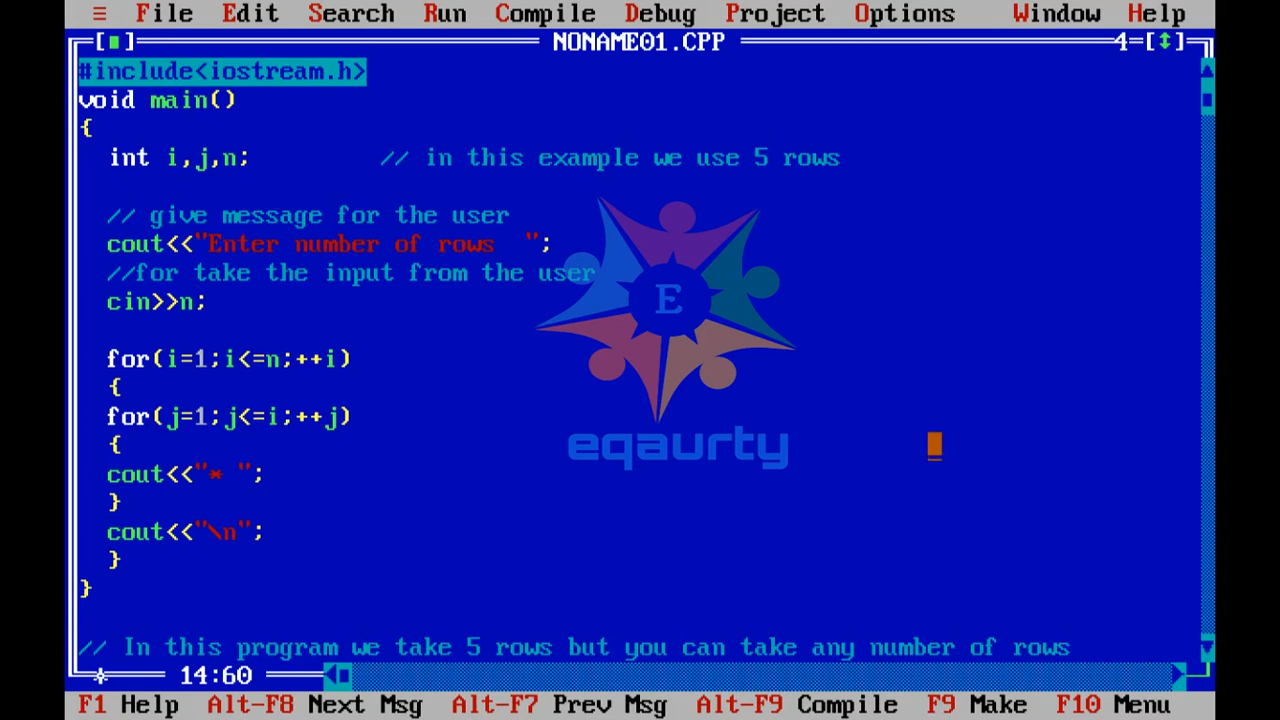 ≡ File Edit Search Run Compile Debug Project Options Window Help
[■] NONAME01.CPP 4=[↕]
#include<iostream.h>
void main()
{
int i,j,n; // in this example we use 5 rows
// give message for the user
cout<<"Enter number of rows  ";
//for take the input from the user
cin>>n;
for(i=1;i<=n;++i)
{
for(j=1;j<=i;++j)
{
cout<<"* ";
}
cout<<"\n";
}
}
// In this program we take 5 rows but you can take any number of rows
14:60
F1 Help Alt-F8 Next Msg Alt-F7 Prev Msg Alt-F9 Compile F9 Make F10 Menu
E
eqaurty